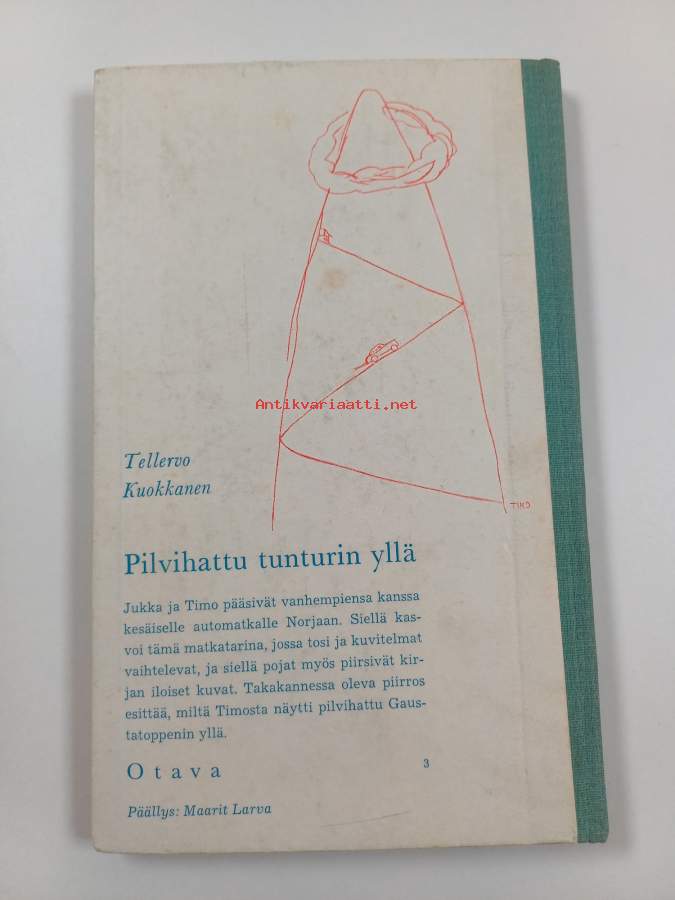 Antikvariaatti.net
TIMO
Tellervo
Kuokkanen
Pilvihattu tunturin yllä
Jukka ja Timo pääsivät vanhempiensa kanssa
kesäiselle automatkalle Norjaan. Siellä kas-
voi tämä matkatarina, jossa tosi ja kuvitelmat
vaihtelevat, ja siellä pojat myös piirsivät kir-
jan iloiset kuvat. Takakannessa oleva piirros
esittää, miltä Timosta näytti pilvihattu Gaus-
tatoppenin yllä.
Otava
3
Päällys: Maarit Larva